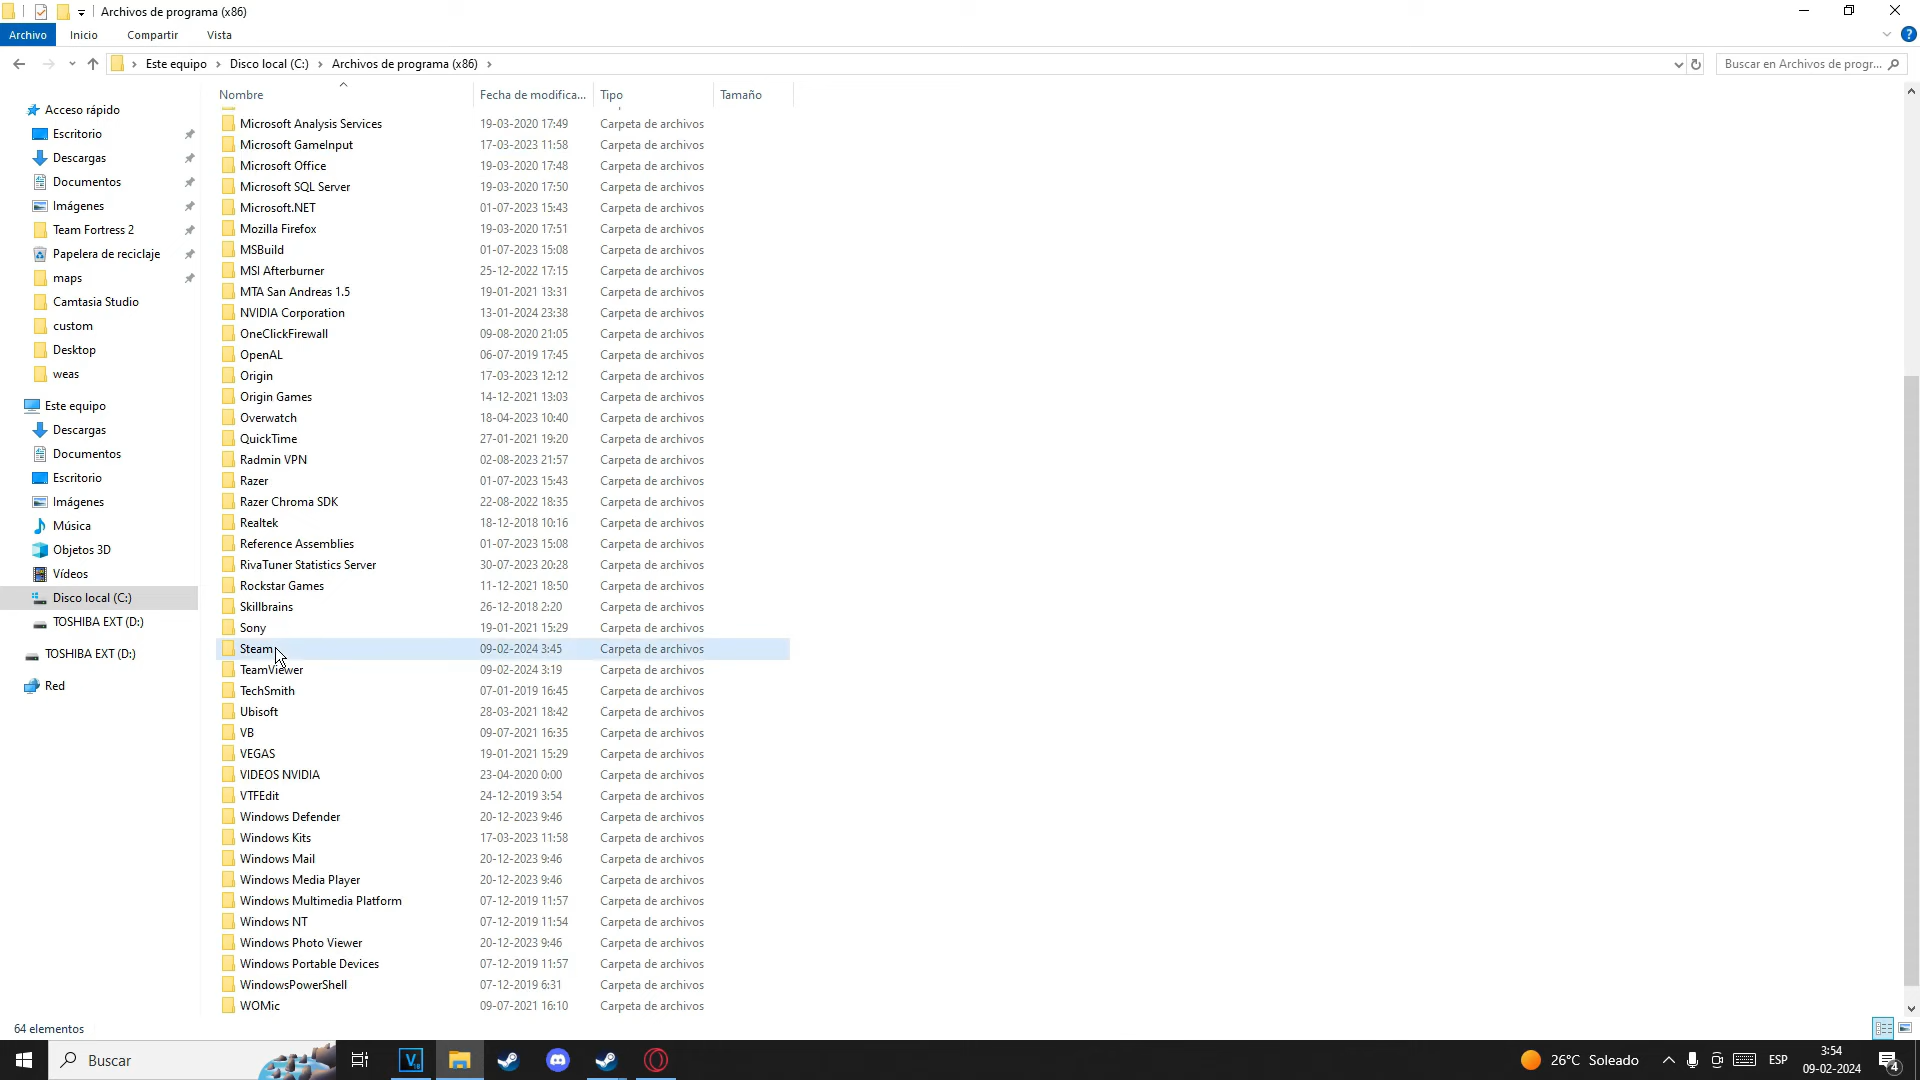 Archivos de programa (x86)
Archivo Inicio Compartir Vista
Este equipo > Disco local (C:) > Archivos de programa (x86) >
Buscar en Archivos de progr...
Acceso rápido
Escritorio
Descargas
Documentos
Imágenes
Team Fortress 2
Papelera de reciclaje
maps
Camtasia Studio
custom
Desktop
weas
Este equipo
Descargas
Documentos
Escritorio
Imágenes
Música
Objetos 3D
Vídeos
Disco local (C:)
TOSHIBA EXT (D:)
TOSHIBA EXT (D:)
Red
Nombre Fecha de modifica... Tipo Tamaño
Microsoft Analysis Services 19-03-2020 17:49 Carpeta de archivos
Microsoft GameInput 17-03-2023 11:58 Carpeta de archivos
Microsoft Office 19-03-2020 17:48 Carpeta de archivos
Microsoft SQL Server 19-03-2020 17:50 Carpeta de archivos
Microsoft.NET 01-07-2023 15:43 Carpeta de archivos
Mozilla Firefox 19-03-2020 17:51 Carpeta de archivos
MSBuild 01-07-2023 15:08 Carpeta de archivos
MSI Afterburner 25-12-2022 17:15 Carpeta de archivos
MTA San Andreas 1.5 19-01-2021 13:31 Carpeta de archivos
NVIDIA Corporation 13-01-2024 23:38 Carpeta de archivos
OneClickFirewall 09-08-2020 21:05 Carpeta de archivos
OpenAL 06-07-2019 17:45 Carpeta de archivos
Origin 17-03-2023 12:12 Carpeta de archivos
Origin Games 14-12-2021 13:03 Carpeta de archivos
Overwatch 18-04-2023 10:40 Carpeta de archivos
QuickTime 27-01-2021 19:20 Carpeta de archivos
Radmin VPN 02-08-2023 21:57 Carpeta de archivos
Razer 01-07-2023 15:43 Carpeta de archivos
Razer Chroma SDK 22-08-2022 18:35 Carpeta de archivos
Realtek 18-12-2018 10:16 Carpeta de archivos
Reference Assemblies 01-07-2023 15:08 Carpeta de archivos
RivaTuner Statistics Server 30-07-2023 20:28 Carpeta de archivos
Rockstar Games 11-12-2021 18:50 Carpeta de archivos
Skillbrains 26-12-2018 2:20 Carpeta de archivos
Sony 19-01-2021 15:29 Carpeta de archivos
Steam 09-02-2024 3:45 Carpeta de archivos
TeamViewer 09-02-2024 3:19 Carpeta de archivos
TechSmith 07-01-2019 16:45 Carpeta de archivos
Ubisoft 28-03-2021 18:42 Carpeta de archivos
VB 09-07-2021 16:35 Carpeta de archivos
VEGAS 19-01-2021 15:29 Carpeta de archivos
VIDEOS NVIDIA 23-04-2020 0:00 Carpeta de archivos
VTFEdit 24-12-2019 3:54 Carpeta de archivos
Windows Defender 20-12-2023 9:46 Carpeta de archivos
Windows Kits 17-03-2023 11:58 Carpeta de archivos
Windows Mail 20-12-2023 9:46 Carpeta de archivos
Windows Media Player 20-12-2023 9:46 Carpeta de archivos
Windows Multimedia Platform 07-12-2019 11:57 Carpeta de archivos
Windows NT 07-12-2019 11:54 Carpeta de archivos
Windows Photo Viewer 20-12-2023 9:46 Carpeta de archivos
Windows Portable Devices 07-12-2019 11:57 Carpeta de archivos
WindowsPowerShell 07-12-2019 6:31 Carpeta de archivos
WOMic 09-07-2021 16:10 Carpeta de archivos
64 elementos
Buscar
26°C Soleado
ESP
3:54
09-02-2024
4